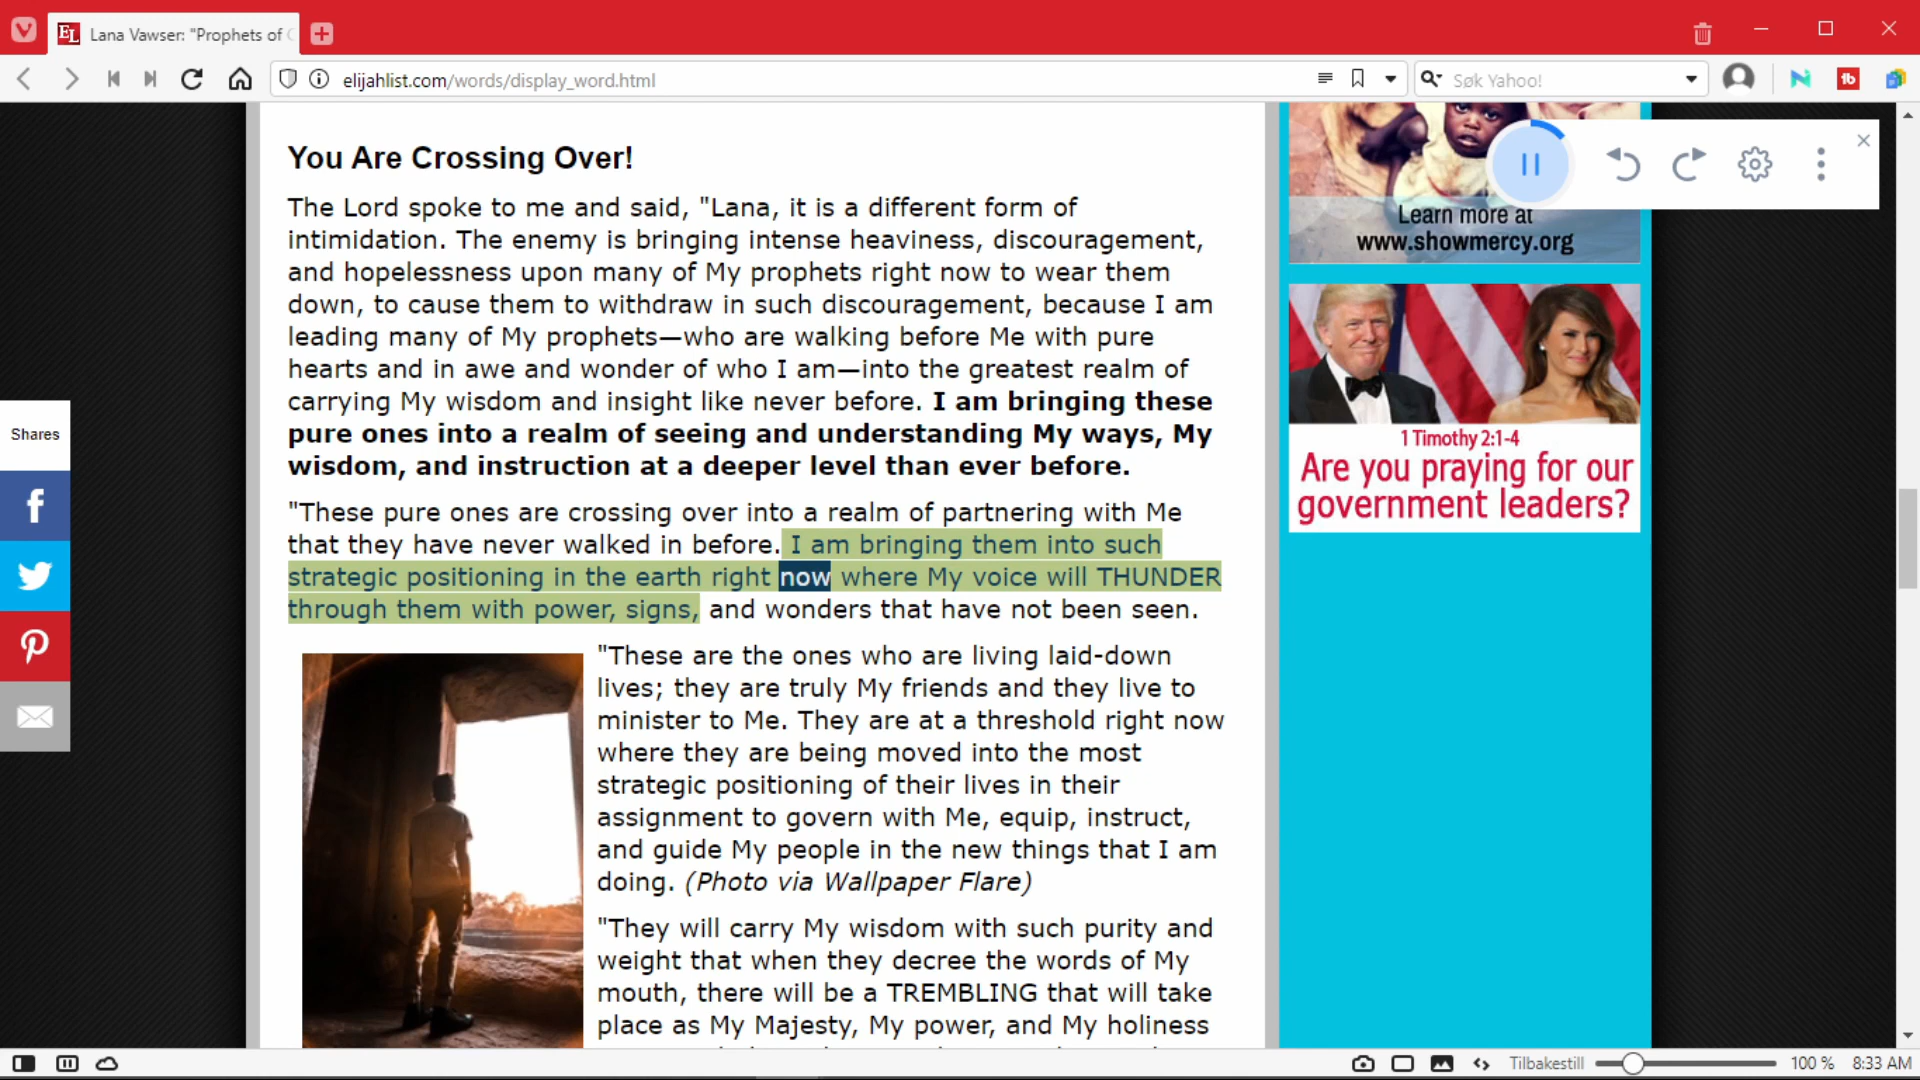 Lana Vawser: "Prophets of
elijahlist.com/words/display_word.html
Søk Yahoo!
You Are Crossing Over!
The Lord spoke to me and said, "Lana, it is a different form of
intimidation. The enemy is bringing intense heaviness, discouragement,
and hopelessness upon many of My prophets right now to wear them
down, to cause them to withdraw in such discouragement, because I am
leading many of My prophets—who are walking before Me with pure
hearts and in awe and wonder of who I am—into the greatest realm of
carrying My wisdom and insight like never before. I am bringing these
pure ones into a realm of seeing and understanding My ways, My
wisdom, and instruction at a deeper level than ever before.
"These pure ones are crossing over into a realm of partnering with Me
that they have never walked in before. I am bringing them into such
strategic positioning in the earth right now where My voice will THUNDER
through them with power, signs, and wonders that have not been seen.
"These are the ones who are living laid-down
lives; they are truly My friends and they live to
minister to Me. They are at a threshold right now
where they are being moved into the most
strategic positioning of their lives in their
assignment to govern with Me, equip, instruct,
and guide My people in the new things that I am
doing. (Photo via Wallpaper Flare)
"They will carry My wisdom with such purity and
weight that when they decree the words of My
mouth, there will be a TREMBLING that will take
place as My Majesty, My power, and My holiness
Shares
Learn more at
www.showmercy.org
1 Timothy 2:1-4
Are you praying for our
government leaders?
Tilbakestill
100 %
8:33 AM